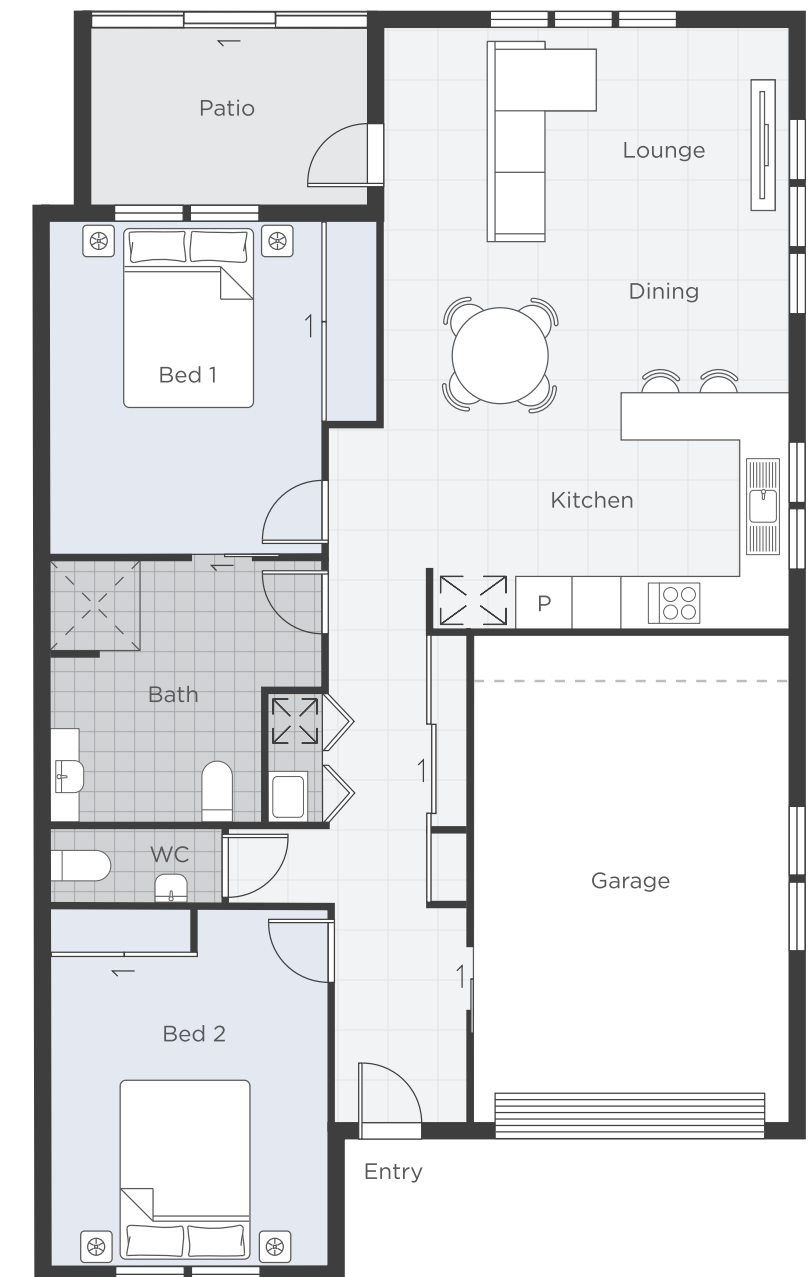 Patio
Lounge
Dining
Bed 1
Kitchen
P
Bath
WC
Garage
Bed 2
Entry